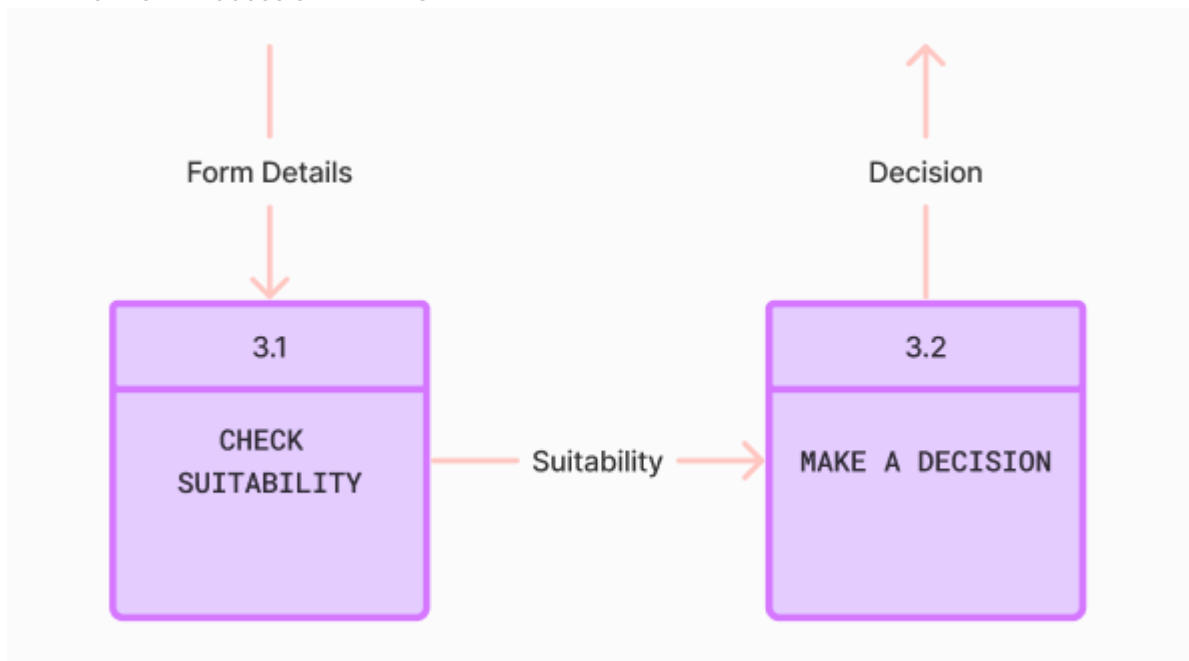 Form Details
Decision
3.1
3.2
CHECK
SUITABILITY
Suitability
MAKE A DECISION